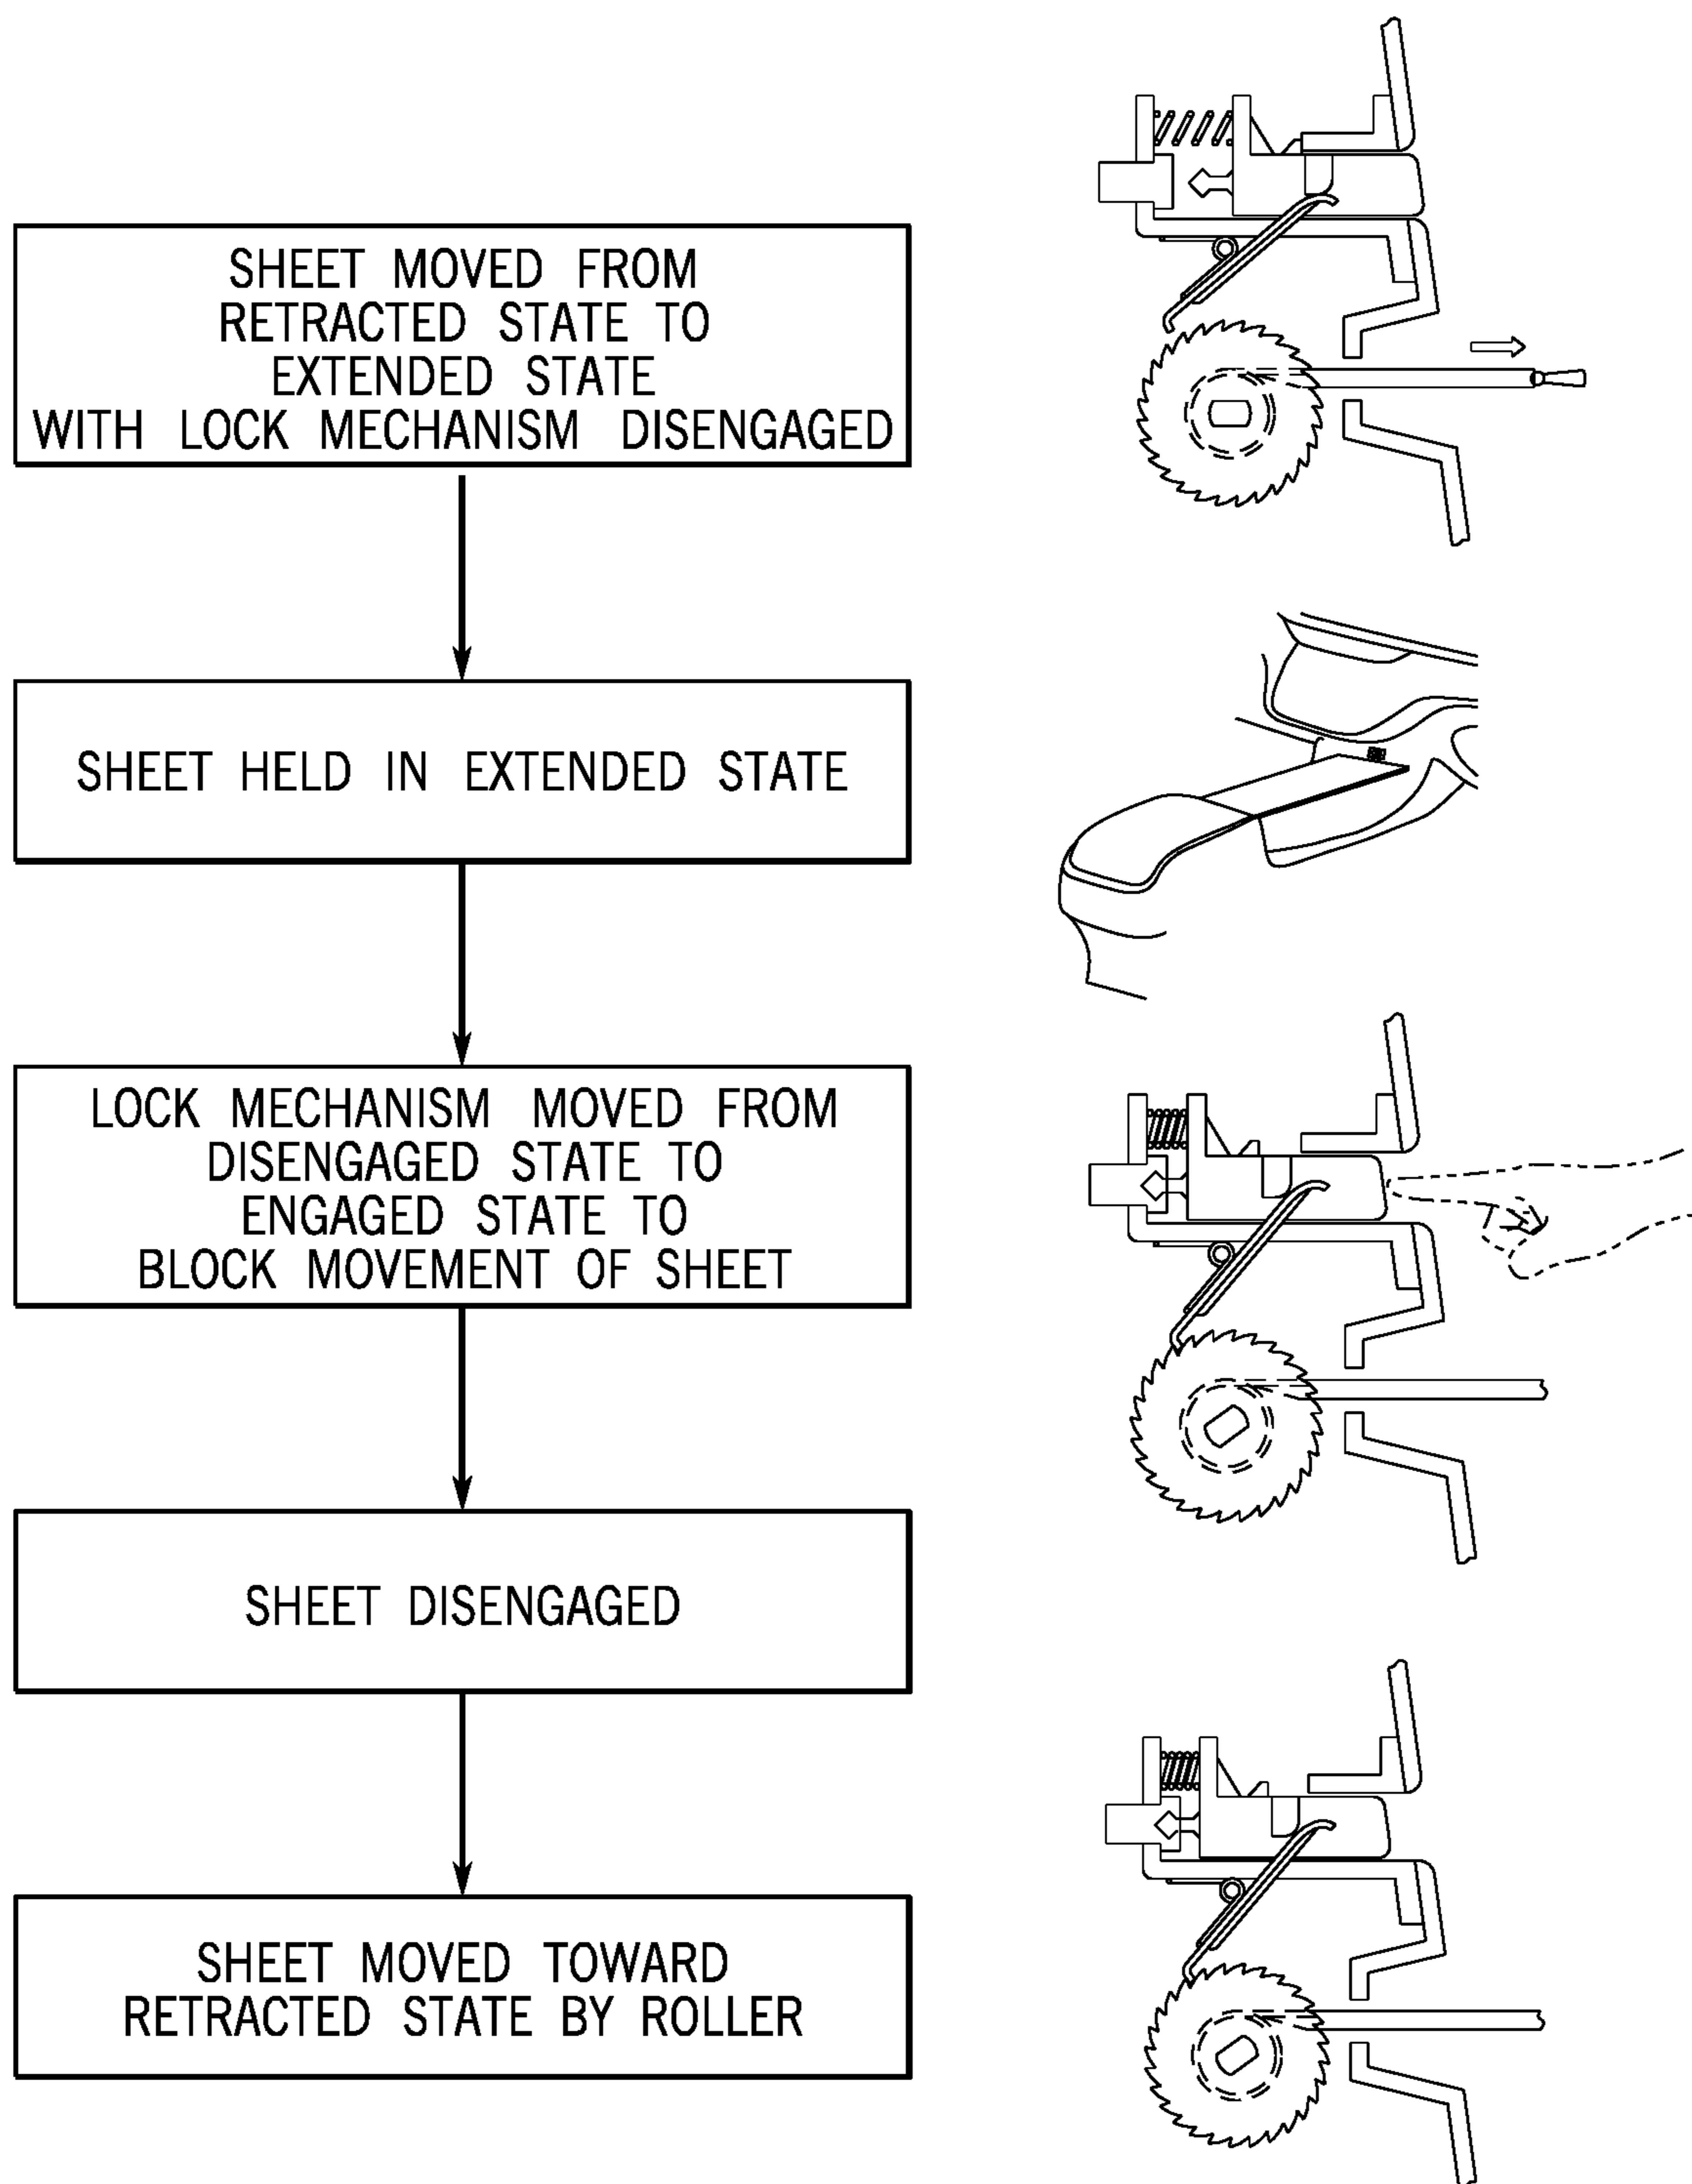 SHEET MOVED FROM
RETRACTED STATE TO
EXTENDED STATE
WITH LOCK MECHANISM DISENGAGED
SHEET HELD IN EXTENDED STATE
LOCK MECHANISM MOVED FROM
DISENGAGED STATE TO
ENGAGED STATE TO
BLOCK MOVEMENT OF SHEET
SHEET DISENGAGED
SHEET MOVED TOWARD
RETRACTED STATE BY ROLLER